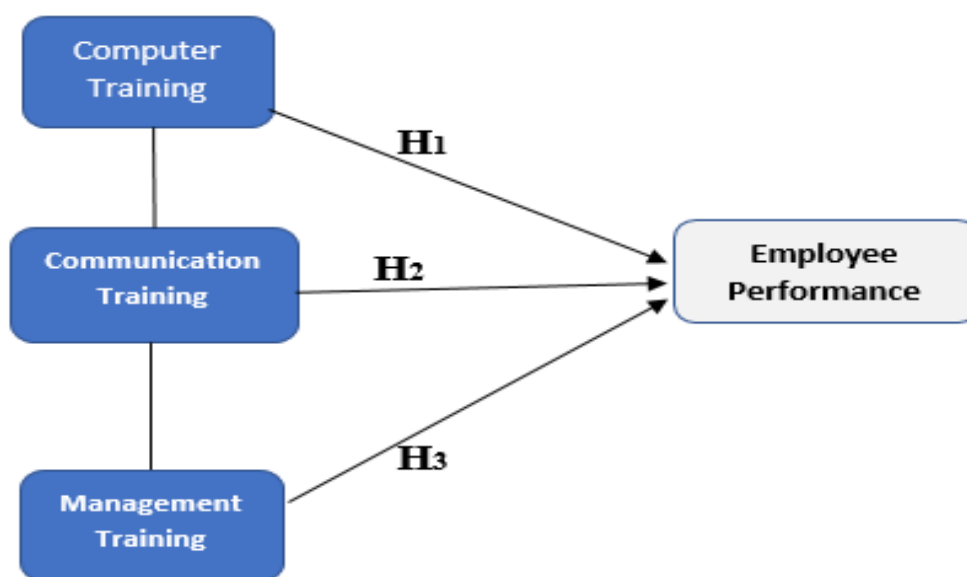 Computer
Training
H1
Communication
Training
H2
Employee
Performance
H3
Management
Training